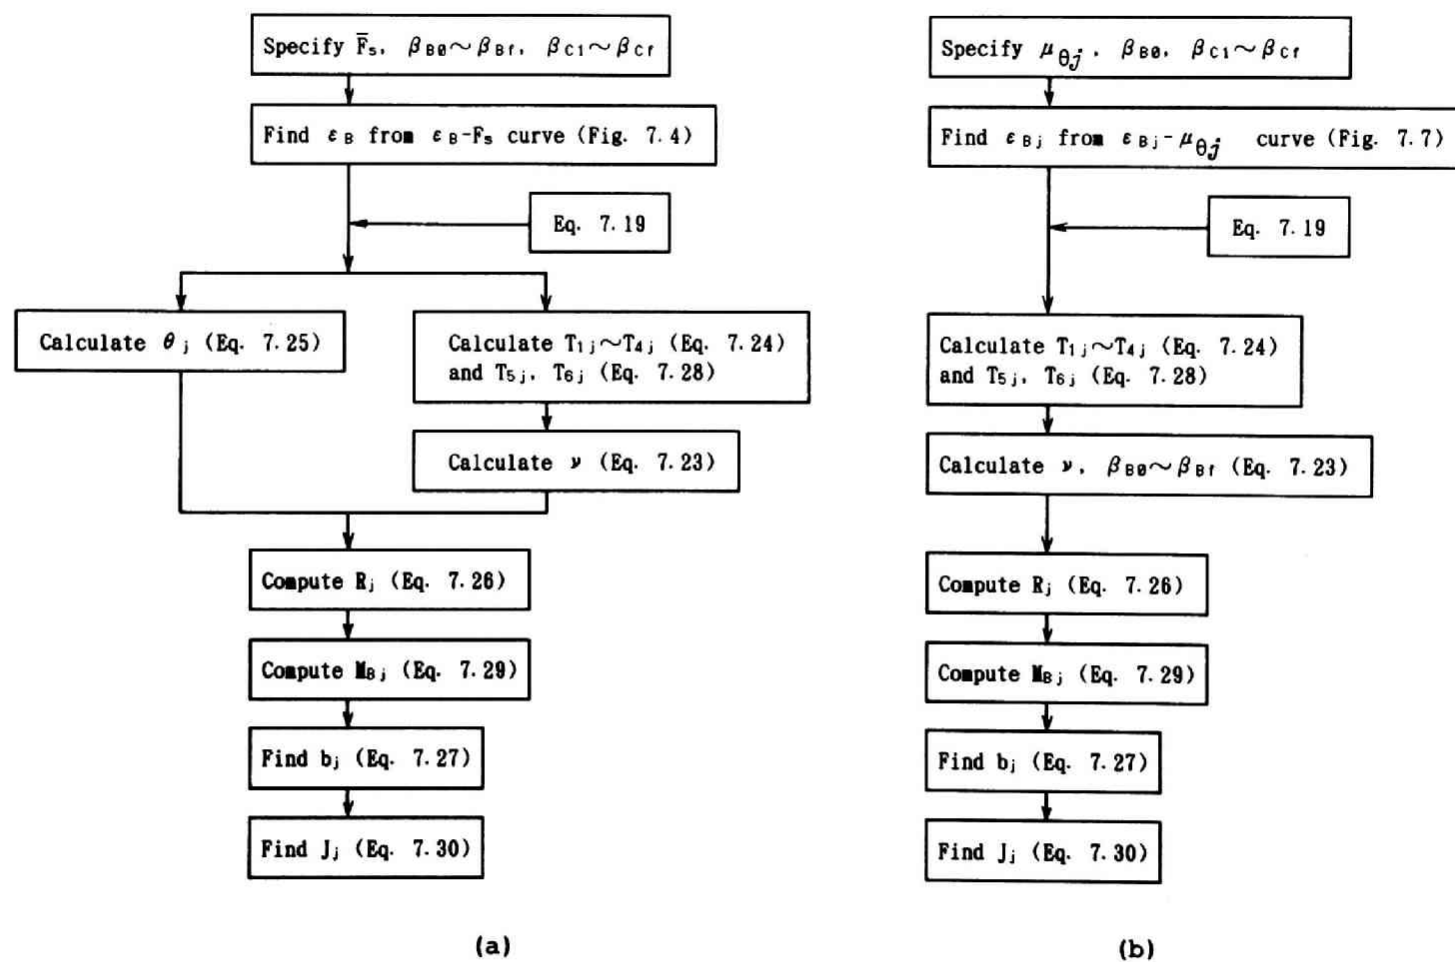 Specify F̅s, βB0~βBf, βC1~βCf
Find εB from εB-Fs curve (Fig. 7.4)
Eq. 7.19
Calculate θj (Eq. 7.25)
Calculate T1j~T4j (Eq. 7.24)
and T5j, T6j (Eq. 7.28)
Calculate ν (Eq. 7.23)
Compute Rj (Eq. 7.26)
Compute MBj (Eq. 7.29)
Find bj (Eq. 7.27)
Find Jj (Eq. 7.30)
(a)
Specify μθj, βB0, βC1~βCf
Find εBj from εBj-μθj curve (Fig. 7.7)
Eq. 7.19
Calculate T1j~T4j (Eq. 7.24)
and T5j, T6j (Eq. 7.28)
Calculate ν, βB0~βBf (Eq. 7.23)
Compute Rj (Eq. 7.26)
Compute MBj (Eq. 7.29)
Find bj (Eq. 7.27)
Find Jj (Eq. 7.30)
(b)